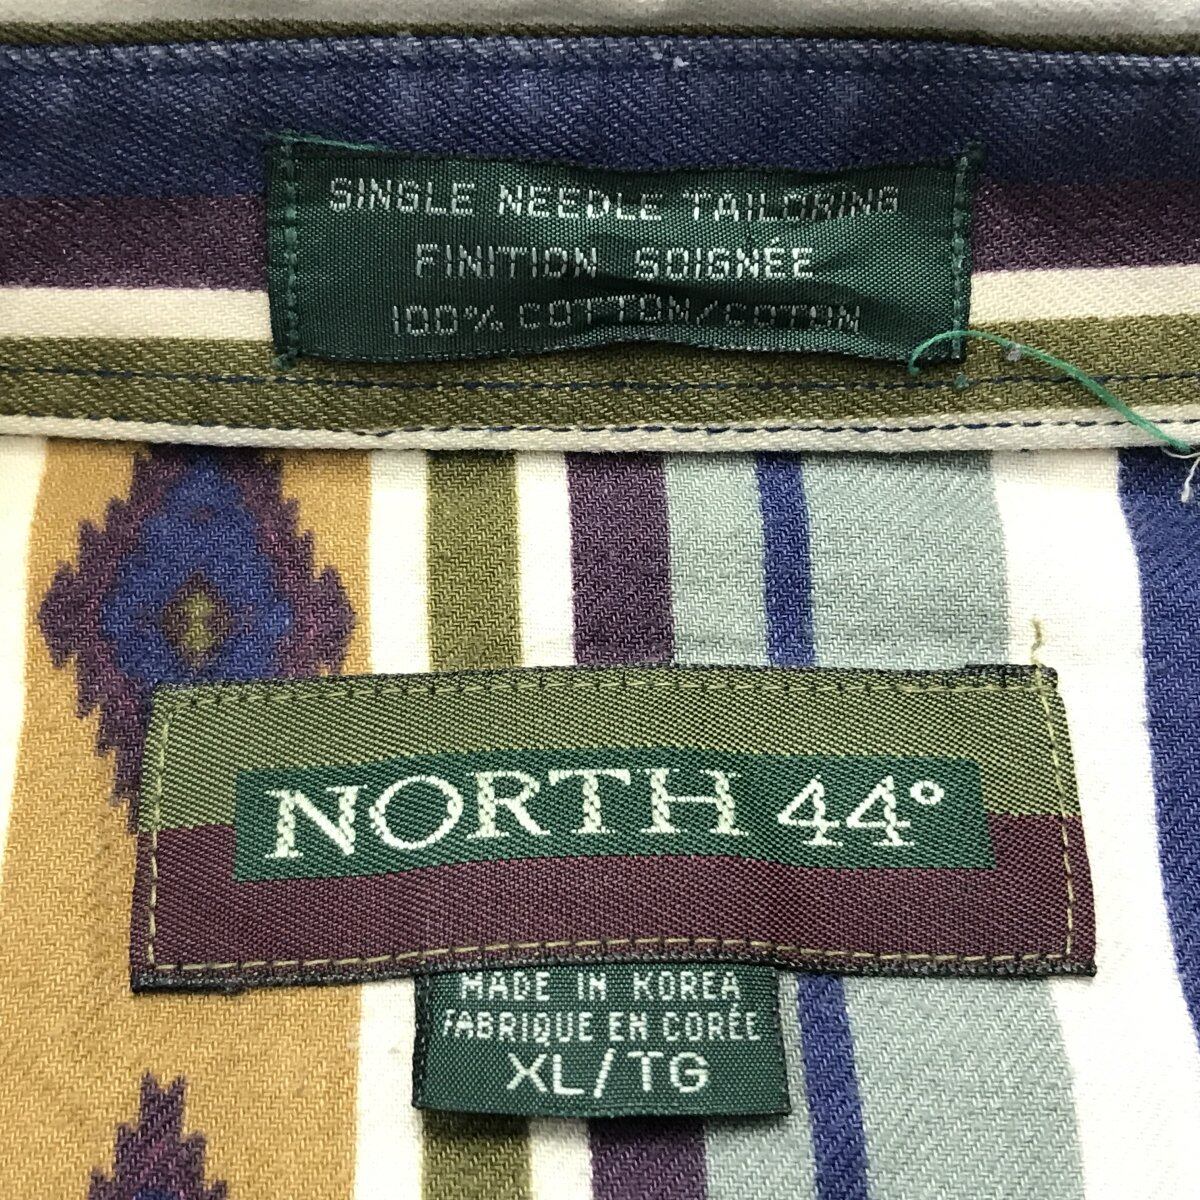 SINGLE NEEDLE TAILORING
FINITION SOIGNÉE
100% COTTON/COTON
NORTH 44°
MADE IN KOREA
FABRIQUE EN CORÉE
XL/TG